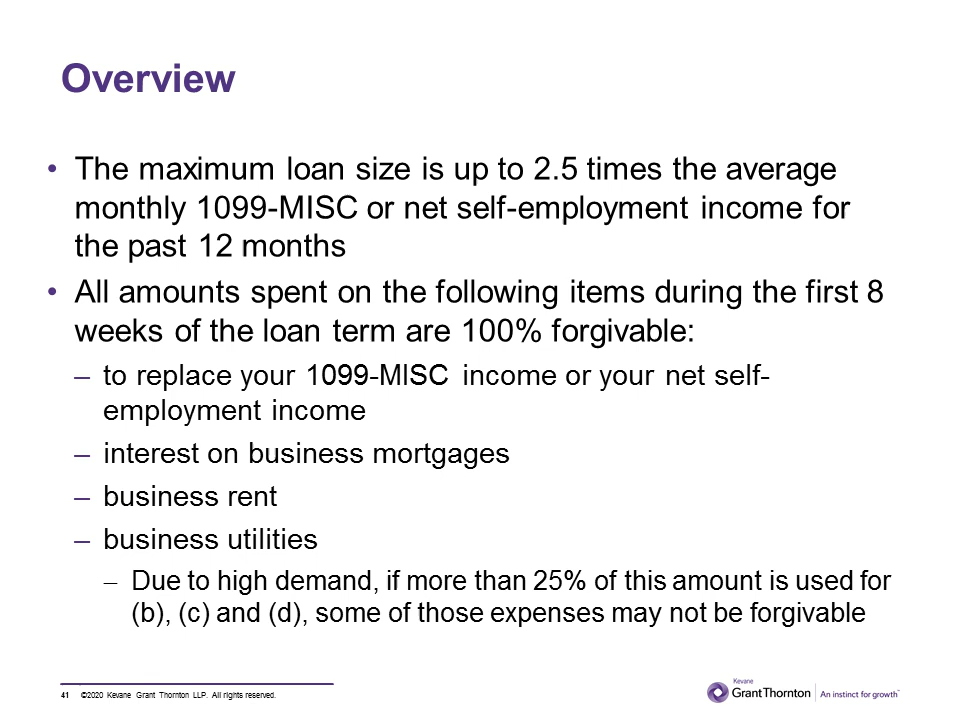 Overview
• The maximum loan size is up to 2.5 times the average
monthly 1099-MISC or net self-employment income for
the past 12 months
• All amounts spent on the following items during the first 8
weeks of the loan term are 100% forgivable:
– to replace your 1099-MISC income or your net self-
employment income
– interest on business mortgages
– business rent
– business utilities
– Due to high demand, if more than 25% of this amount is used for
(b), (c) and (d), some of those expenses may not be forgivable
41 ©2020 Kevane Grant Thornton LLP. All rights reserved.
Kevane
GrantThornton An instinct for growth™